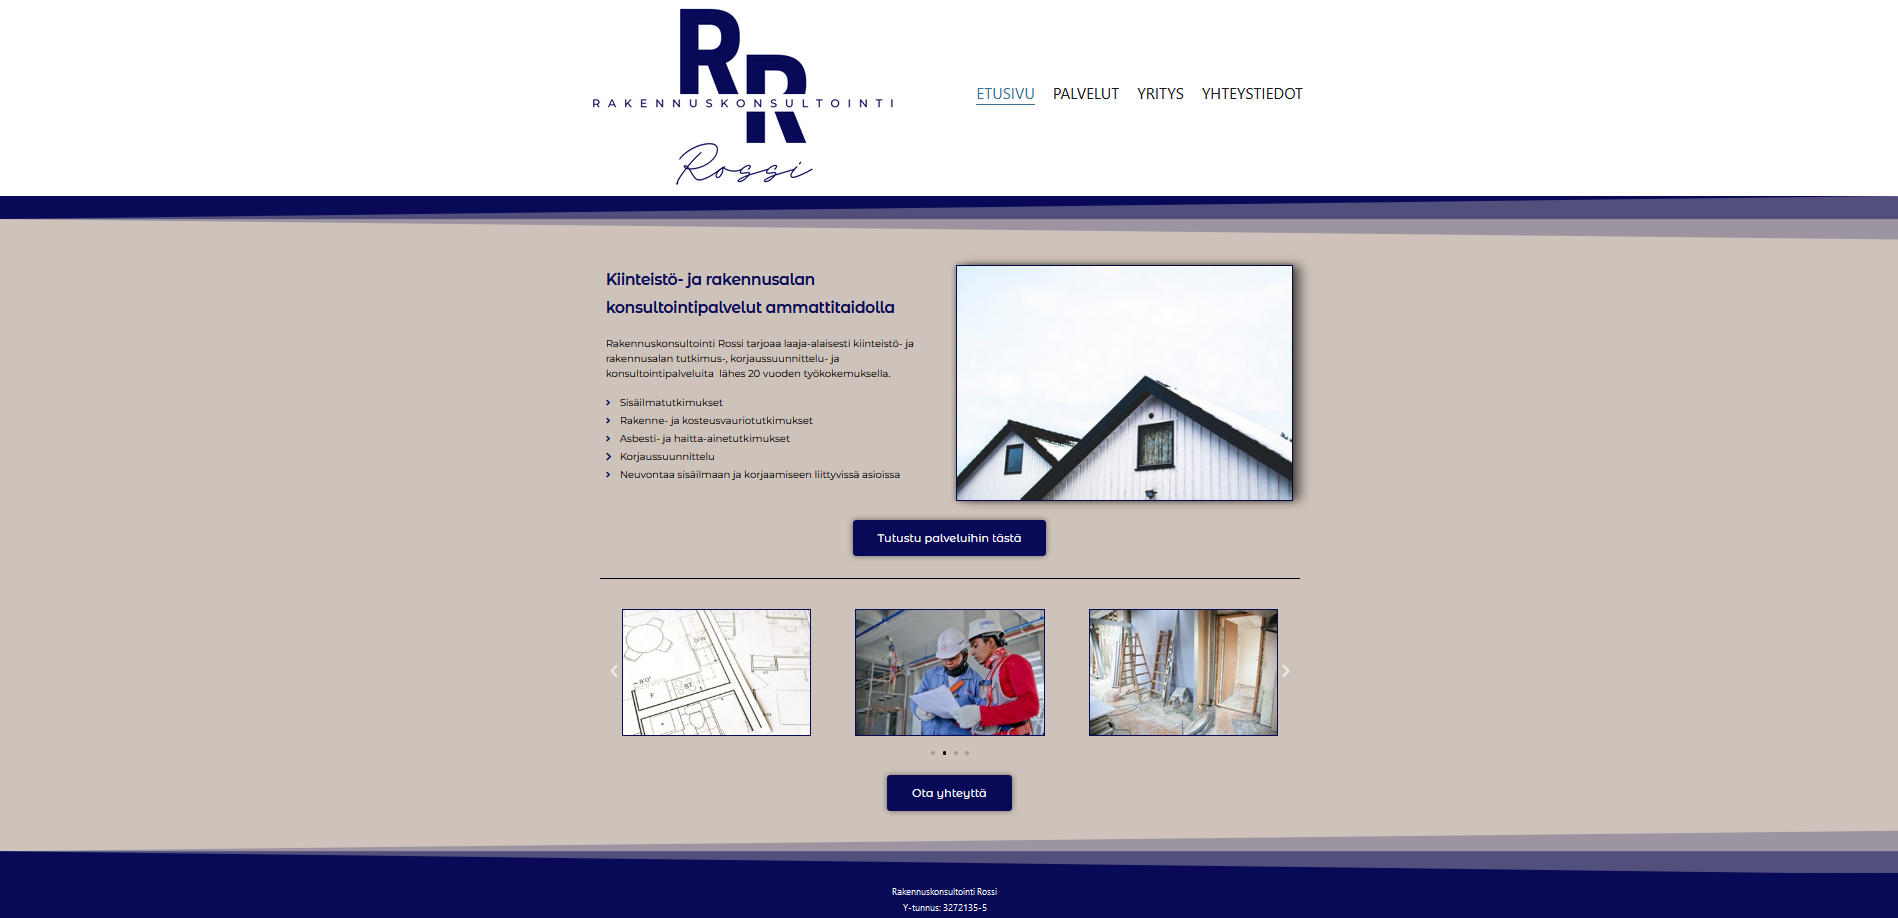 RR
RAKENNUSKONSULTOINTI
Rossi
ETUSIVU PALVELUT YRITYS YHTEYSTIEDOT
Kiinteistö- ja rakennusalan
konsultointipalvelut ammattitaidolla
Rakennuskonsultointi Rossi tarjoaa laaja-alaisesti kiinteistö- ja
rakennusalan tutkimus-, korjaussuunnittelu- ja
konsultointipalveluita lähes 20 vuoden työkokemuksella.
Sisäilmatutkimukset
Rakenne- ja kosteusvauriotutkimukset
Asbesti- ja haitta-ainetutkimukset
Korjaussuunnittelu
Neuvontaa sisäilmaan ja korjaamiseen liittyvissä asioissa
Tutustu palveluihin tästä
D/W
8'0"
F
Ota yhteyttä
Rakennuskonsultointi Rossi
Y-tunnus: 3272135-5